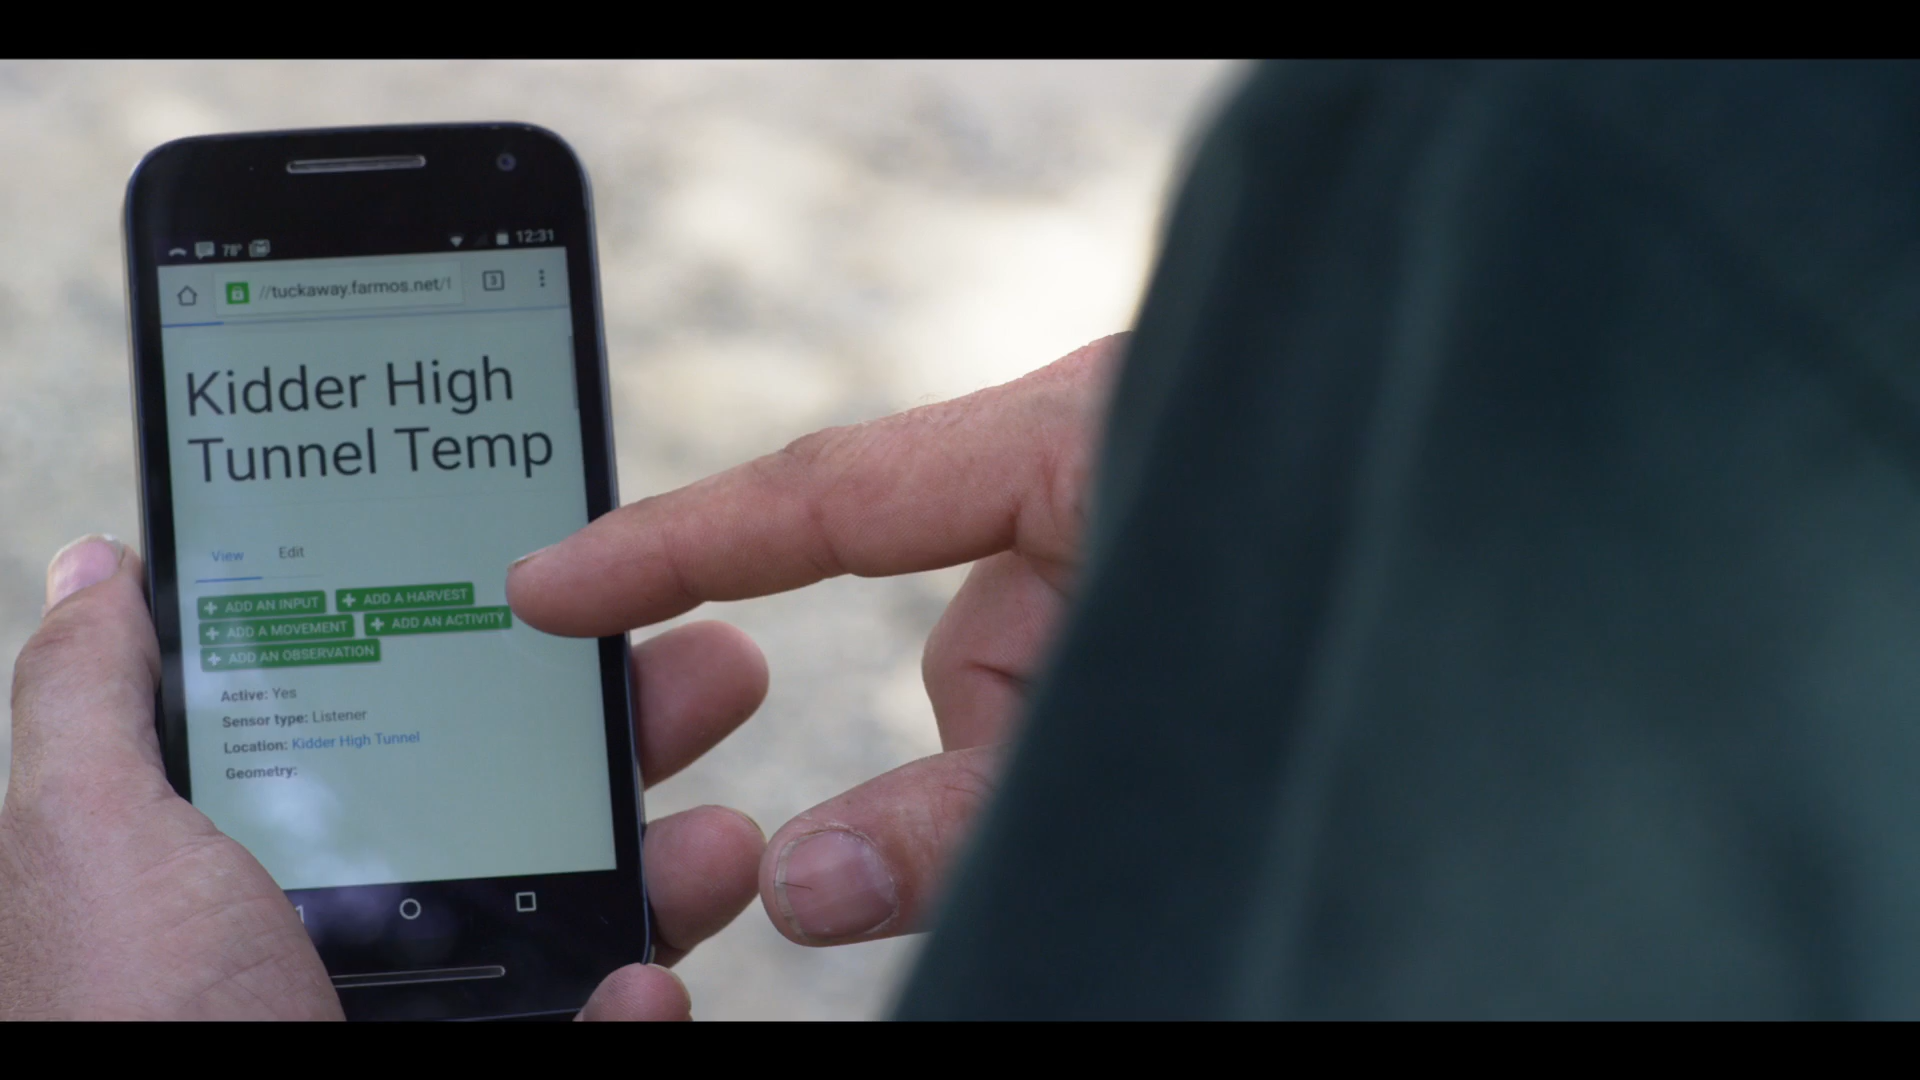 78° 12:31
//tuckaway.farmos.net/
3
Kidder High
Tunnel Temp
View Edit
+ ADD AN INPUT + ADD A HARVEST
+ ADD A MOVEMENT + ADD AN ACTIVITY
+ ADD AN OBSERVATION
Active: Yes
Sensor type: Listener
Location: Kidder High Tunnel
Geometry: